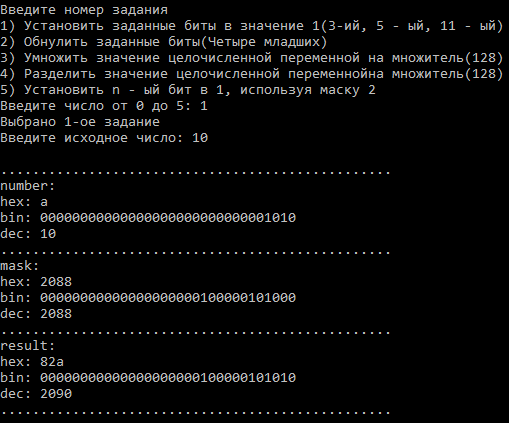 Введите номер задания
1) Установить заданные биты в значение 1(3-ий, 5 - ый, 11 - ый)
2) Обнулить заданные биты(Четыре младших)
3) Умножить значение целочисленной переменной на множитель(128)
4) Разделить значение целочисленной переменнойна множитель(128)
5) Установить n - ый бит в 1, используя маску 2
Введите число от 0 до 5: 1
Выбрано 1-ое задание
Введите исходное число: 10
.................................................
number:
hex: a
bin: 00000000000000000000000000001010
dec: 10
.................................................
mask:
hex: 2088
bin: 00000000000000000000100000101000
dec: 2088
.................................................
result:
hex: 82a
bin: 00000000000000000000100000101010
dec: 2090
.................................................